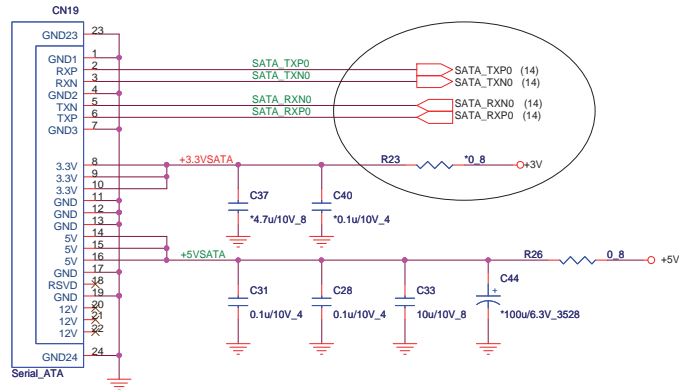 CN19
GND23 23
GND1 1
RXP 2 SATA_TXP0 SATA_TXP0 (14)
RXN 3 SATA_TXN0 SATA_TXN0 (14)
GND2 4
TXN 5 SATA_RXN0 SATA_RXN0 (14)
TXP 6 SATA_RXP0 SATA_RXP0 (14)
GND3 7
3.3V 8 +3.3VSATA R23 *0_8 +3V
3.3V 9
3.3V 10
GND 11 C37 C40
GND 12
GND 13 *4.7u/10V_8 *0.1u/10V_4
5V 14
5V 15
5V 16 +5VSATA R26 0_8 +5V
GND 17
RSVD 18 C31 C28 C33 C44
GND 19 +
12V 20 0.1u/10V_4 0.1u/10V_4 10u/10V_8 *100u/6.3V_3528
12V 21
12V 22
GND24 24
Serial_ATA